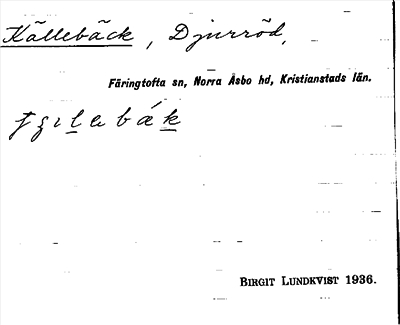 Källebäck, Djurröd,
Färingtofta sn, Norra Åsbo hd, Kristianstads län.
BIRGIT LUNDKVIST 1936.